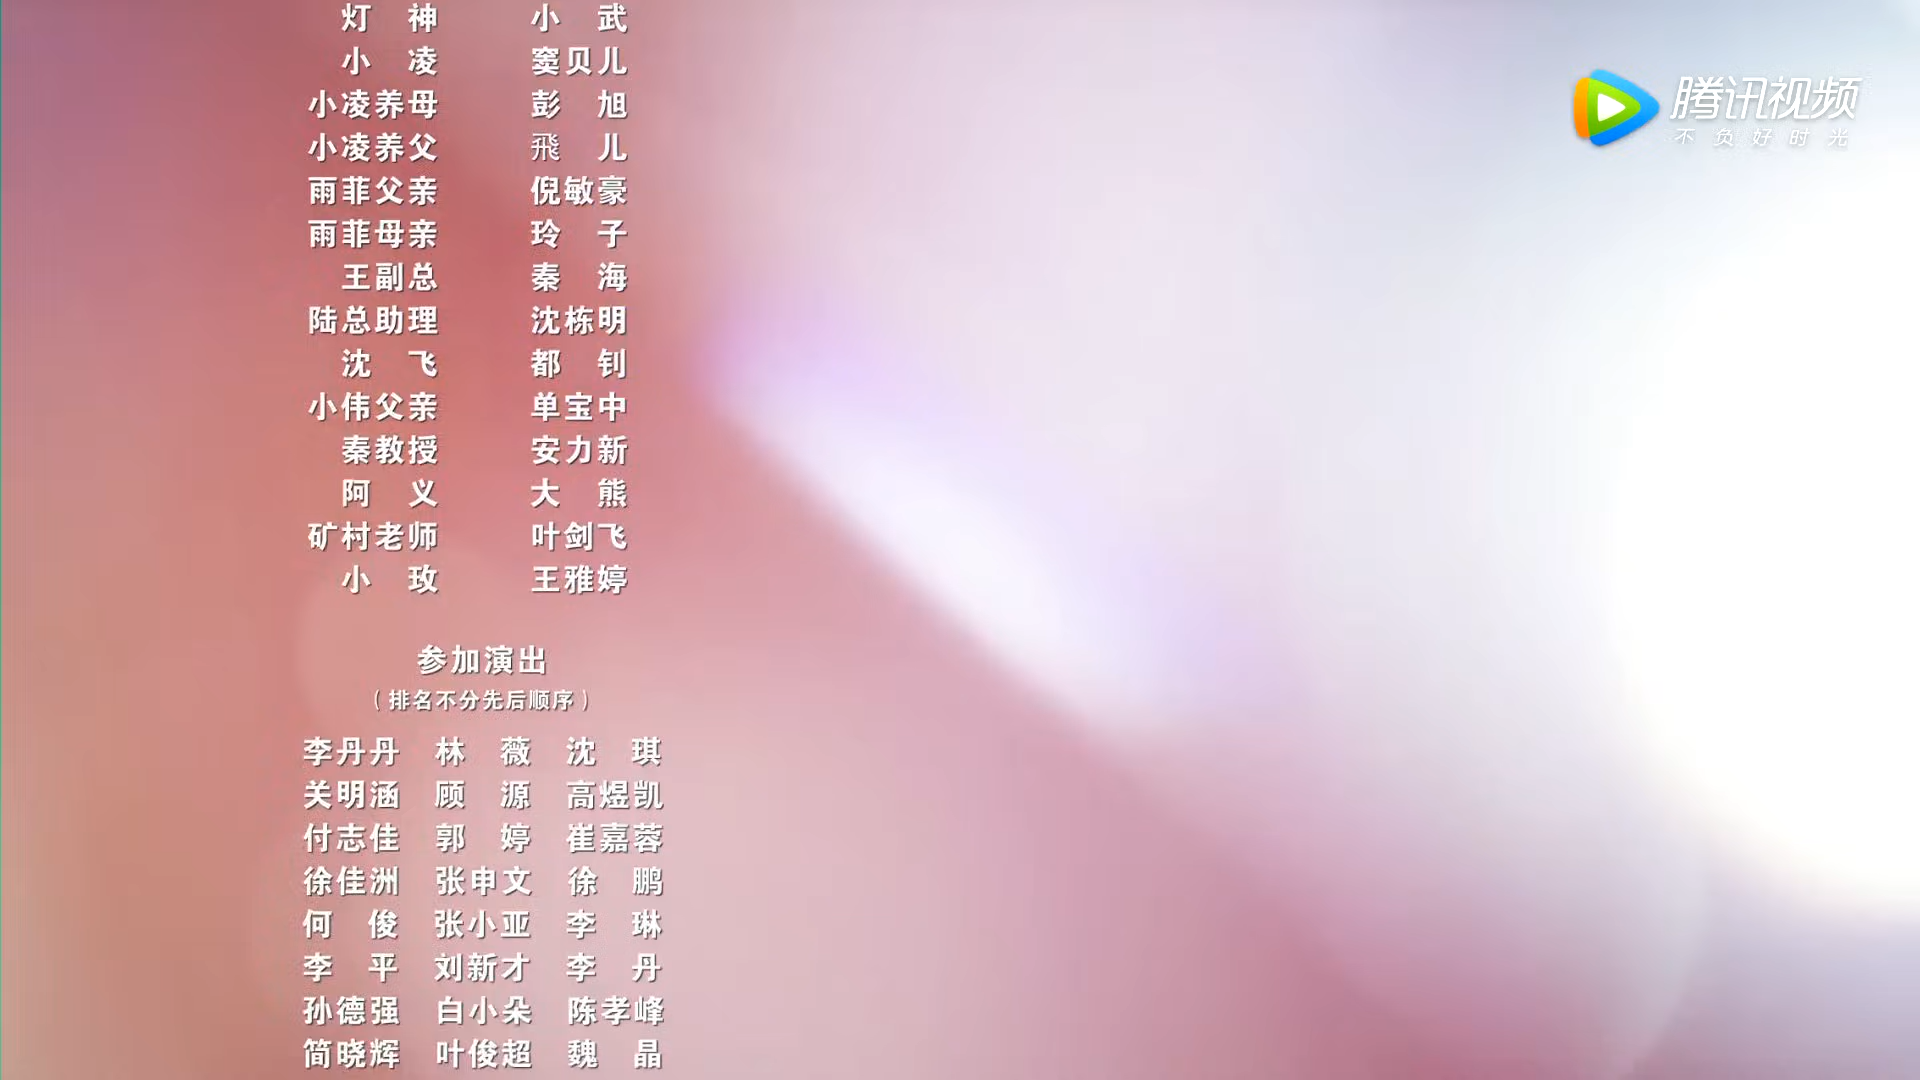 灯 神 小 武
小 凌 窦贝儿
小凌养母 彭 旭
小凌养父 飛 儿
雨菲父亲 倪敏豪
雨菲母亲 玲 子
王副总 秦 海
陆总助理 沈栋明
沈 飞 都 钊
小伟父亲 单宝中
秦教授 安力新
阿 义 大 熊
矿村老师 叶剑飞
小 玫 王雅婷
参加演出
（排名不分先后顺序）
李丹丹 林 薇 沈 琪
关明涵 顾 源 高煜凯
付志佳 郭 婷 崔嘉蓉
徐佳洲 张申文 徐 鹏
何 俊 张小亚 李 琳
李 平 刘新才 李 丹
孙德强 白小朵 陈孝峰
简晓辉 叶俊超 魏 晶
腾讯视频
不负好时光